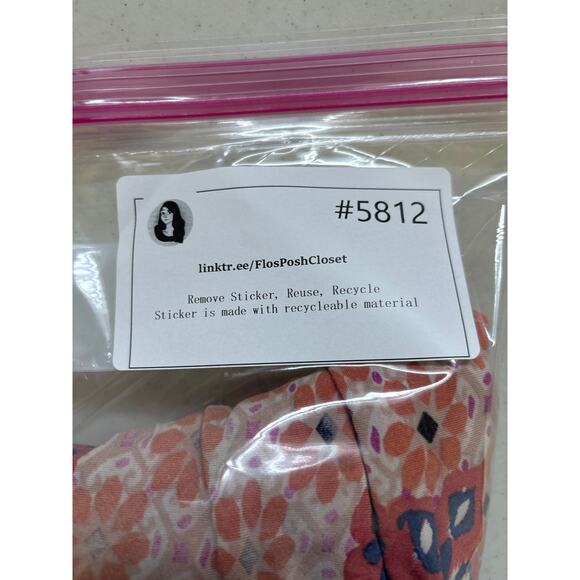 #5812
linktr.ee/FlosPoshCloset
Remove Sticker, Reuse, Recycle
Sticker is made with recycleable material